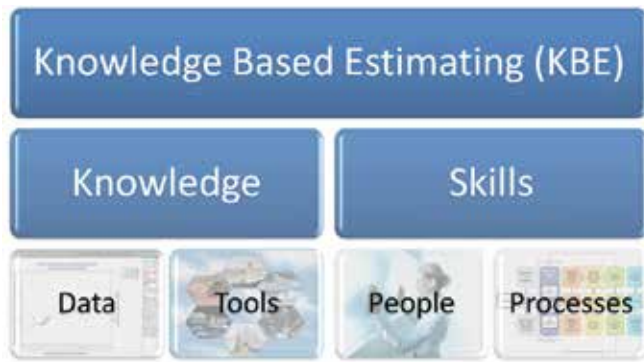 Knowledge Based Estimating (KBE)
Knowledge Skills
Data Tools People Processes